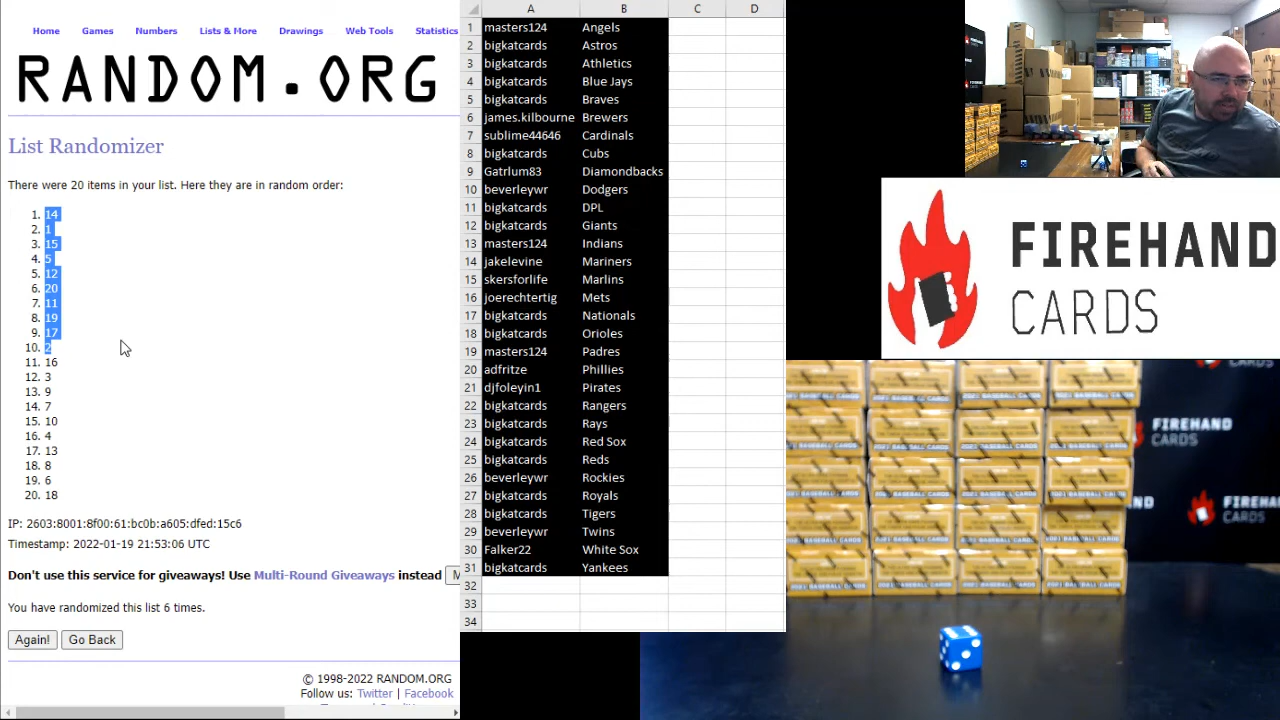 Home Games Numbers Lists & More Drawings Web Tools Statistics
RANDOM.ORG
List Randomizer
There were 20 items in your list. Here they are in random order:
1. 14
2. 1
3. 15
4. 5
5. 12
6. 20
7. 11
8. 19
9. 17
10. 2
11. 16
12. 3
13. 9
14. 7
15. 10
16. 4
17. 13
18. 8
19. 6
20. 18
IP: 2603:8001:8f00:61:bc0b:a605:dfed:15c6
Timestamp: 2022-01-19 21:53:06 UTC
Don't use this service for giveaways! Use Multi-Round Giveaways instead
You have randomized this list 6 times.
Again! Go Back
© 1998-2022 RANDOM.ORG
Follow us: Twitter | Facebook
A B C D
1 masters124 Angels
2 bigkatcards Astros
3 bigkatcards Athletics
4 bigkatcards Blue Jays
5 bigkatcards Braves
6 james.kilbourne Brewers
7 sublime44646 Cardinals
8 bigkatcards Cubs
9 Gatrlum83 Diamondbacks
10 beverleywr Dodgers
11 bigkatcards DPL
12 bigkatcards Giants
13 masters124 Indians
14 jakelevine Mariners
15 skersforlife Marlins
16 joerechtertig Mets
17 bigkatcards Nationals
18 bigkatcards Orioles
19 masters124 Padres
20 adfritze Phillies
21 djfoleyin1 Pirates
22 bigkatcards Rangers
23 bigkatcards Rays
24 bigkatcards Red Sox
25 bigkatcards Reds
26 beverleywr Rockies
27 bigkatcards Royals
28 bigkatcards Tigers
29 beverleywr Twins
30 Falker22 White Sox
31 bigkatcards Yankees
32
33
34
FIREHAND
CARDS
FIREHAND
CARDS
FIREHAND
CARDS